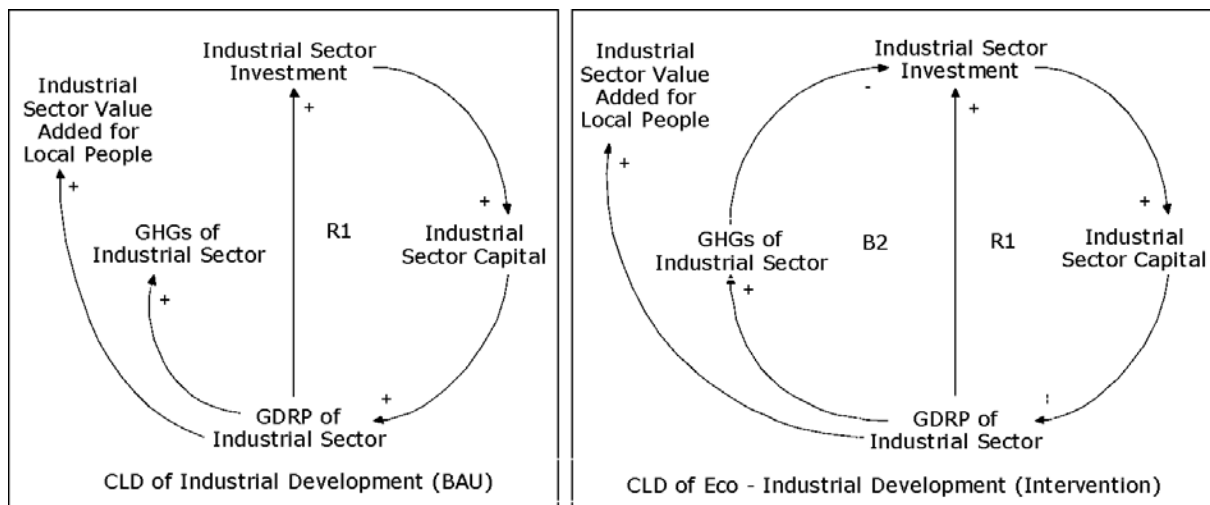 Industrial Sector
Investment
Industrial
Sector Value
Added for
Local People
+
+
+
GHGs of
Industrial Sector
R1
Industrial
Sector Capital
+
+
GDRP of
Industrial Sector
CLD of Industrial Development (BAU)
Industrial
Sector Value
Added for
Local People
Industrial Sector
Investment
-
+
+
+
GHGs of
Industrial Sector
B2
R1
Industrial
Sector Capital
+
GDRP of
Industrial Sector
CLD of Eco - Industrial Development (Intervention)